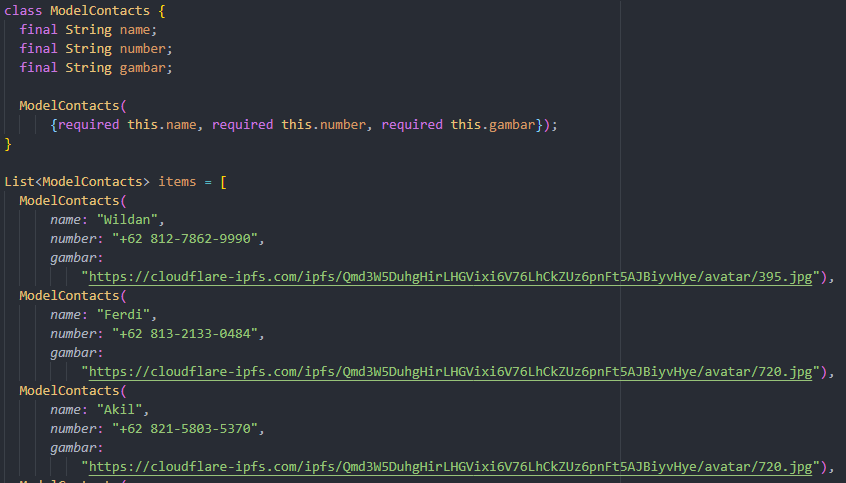 class ModelContacts {
  final String name;
  final String number;
  final String gambar;

  ModelContacts(
      {required this.name, required this.number, required this.gambar});
}

List<ModelContacts> items = [
  ModelContacts(
      name: "Wildan",
      number: "+62 812-7862-9990",
      gambar:
          "https://cloudflare-ipfs.com/ipfs/Qmd3W5DuhgHirLHGVixi6V76LhCkZUz6pnFt5AJBiyvHye/avatar/395.jpg"),
  ModelContacts(
      name: "Ferdi",
      number: "+62 813-2133-0484",
      gambar:
          "https://cloudflare-ipfs.com/ipfs/Qmd3W5DuhgHirLHGVixi6V76LhCkZUz6pnFt5AJBiyvHye/avatar/720.jpg"),
  ModelContacts(
      name: "Akil",
      number: "+62 821-5803-5370",
      gambar:
          "https://cloudflare-ipfs.com/ipfs/Qmd3W5DuhgHirLHGVixi6V76LhCkZUz6pnFt5AJBiyvHye/avatar/720.jpg"),